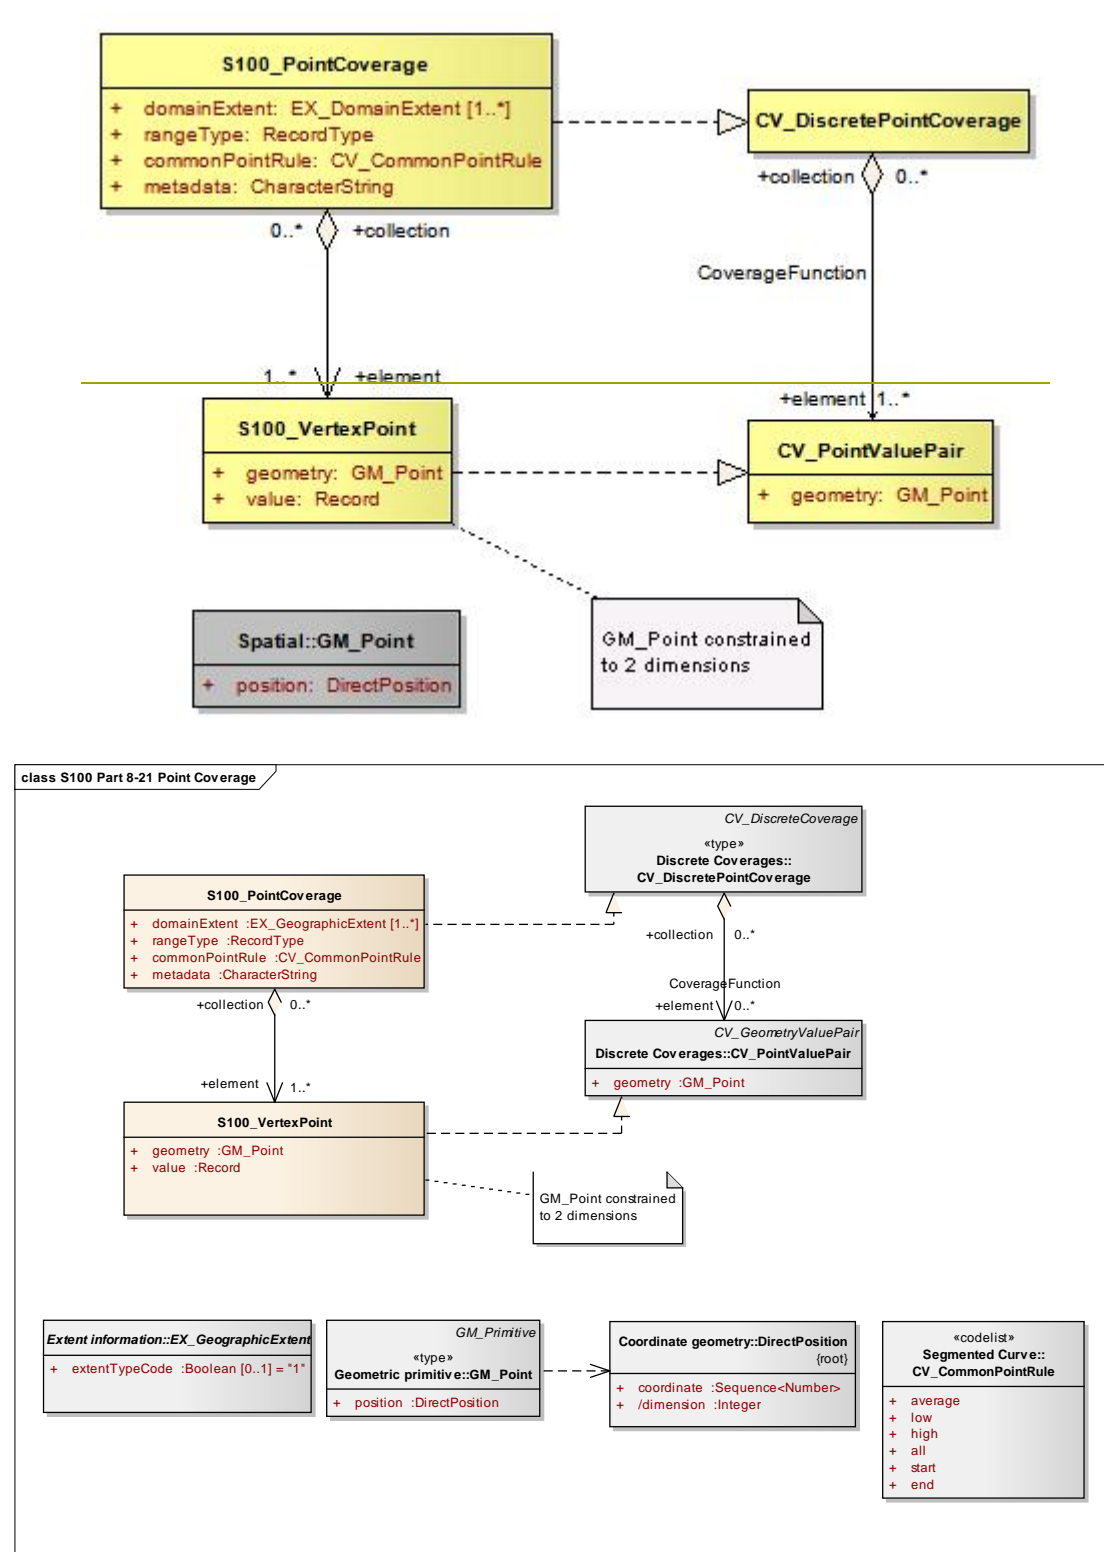 S100_PointCoverage
+ domainExtent: EX_DomainExtent [1..*]
+ rangeType: RecordType
+ commonPointRule: CV_CommonPointRule
+ metadata: CharacterString
CV_DiscretePointCoverage
+collection 0..*
0..* +collection
CoverageFunction
1..* +element
+element 1..*
S100_VertexPoint
+ geometry: GM_Point
+ value: Record
CV_PointValuePair
+ geometry: GM_Point
Spatial::GM_Point
+ position: DirectPosition
GM_Point constrained
to 2 dimensions
class S100 Part 8-21 Point Coverage
CV_DiscreteCoverage
«type»
Discrete Coverages::
CV_DiscretePointCoverage
S100_PointCoverage
+ domainExtent :EX_GeographicExtent [1..*]
+ rangeType :RecordType
+ commonPointRule :CV_CommonPointRule
+ metadata :CharacterString
+collection 0..*
CoverageFunction
+element 0..*
+collection 0..*
CV_GeometryValuePair
Discrete Coverages::CV_PointValuePair
+ geometry :GM_Point
+element 1..*
S100_VertexPoint
+ geometry :GM_Point
+ value :Record
GM_Point constrained
to 2 dimensions
Extent information::EX_GeographicExtent
+ extentTypeCode :Boolean [0..1] = "1"
GM_Primitive
«type»
Geometric primitive::GM_Point
+ position :DirectPosition
Coordinate geometry::DirectPosition
{root}
+ coordinate :Sequence<Number>
+ /dimension :Integer
«codelist»
Segmented Curve::
CV_CommonPointRule
+ average
+ low
+ high
+ all
+ start
+ end